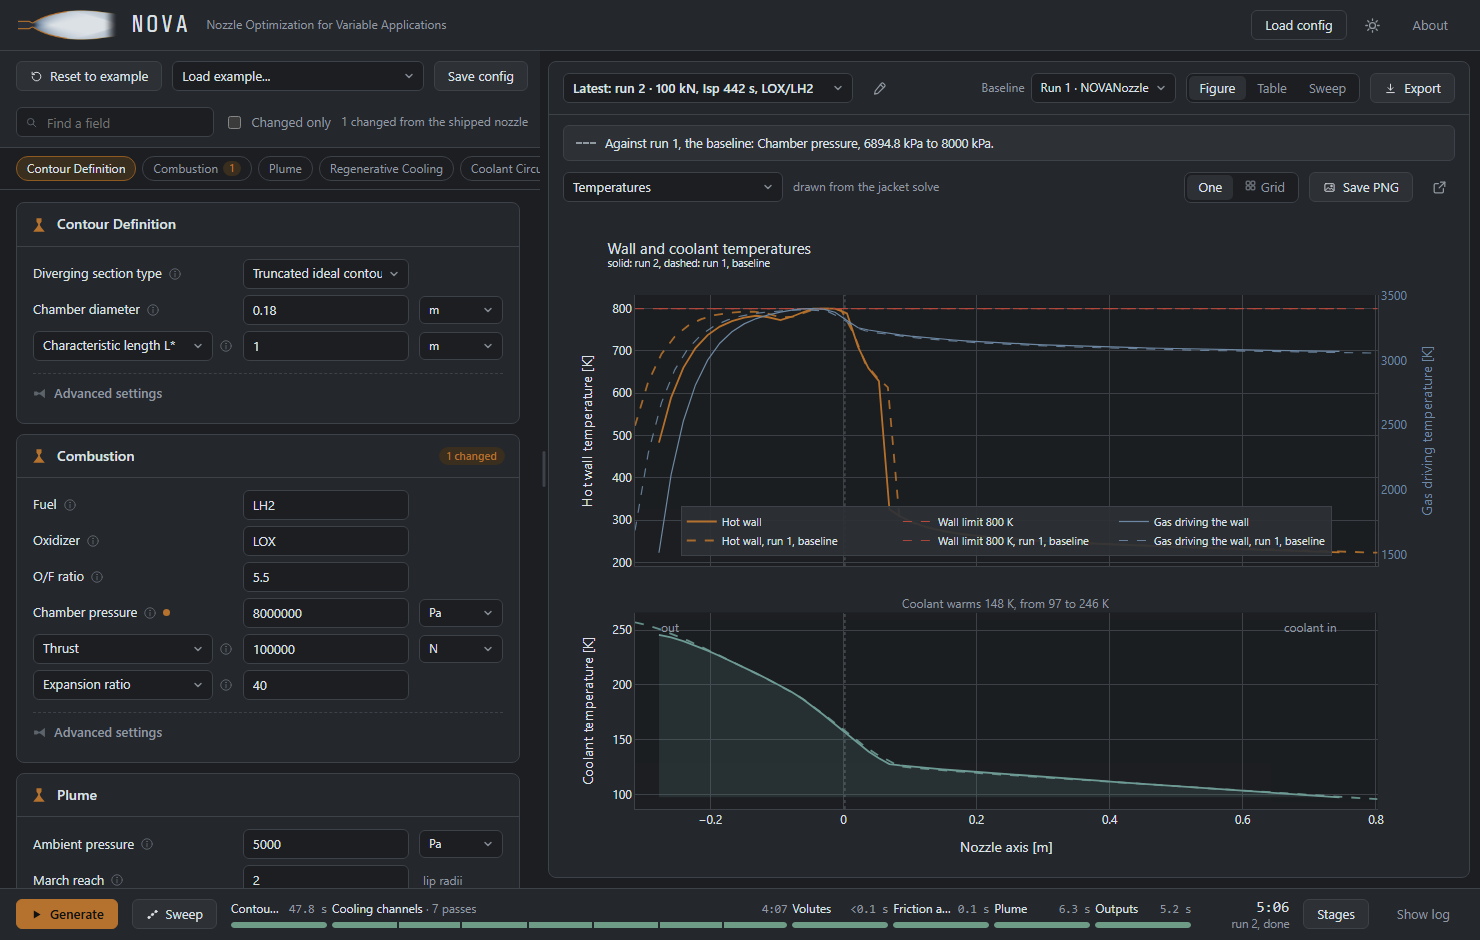 NOVA Nozzle Optimization for Variable Applications Load config About
Reset to example Load example... Save config
Find a field Changed only 1 changed from the shipped nozzle
Contour Definition Combustion 1 Plume Regenerative Cooling Coolant Circu
Contour Definition
Diverging section type Truncated ideal contou
Chamber diameter 0.18 m
Characteristic length L* 1 m
Advanced settings
Combustion 1 changed
Fuel LH2
Oxidizer LOX
O/F ratio 5.5
Chamber pressure 8000000 Pa
Thrust 100000 N
Expansion ratio 40
Advanced settings
Plume
Ambient pressure 5000 Pa
March reach 2 lip radii
Latest: run 2 · 100 kN, Isp 442 s, LOX/LH2 Baseline Run 1 · NOVANozzle Figure Table Sweep Export
Against run 1, the baseline: Chamber pressure, 6894.8 kPa to 8000 kPa.
Temperatures drawn from the jacket solve One Grid Save PNG
Wall and coolant temperatures
solid: run 2, dashed: run 1, baseline
Hot wall temperature [K]
800
700
600
500
400
300
200
3500
3000
2500
2000
1500
Gas driving temperature [K]
Hot wall Wall limit 800 K Gas driving the wall
Hot wall, run 1, baseline Wall limit 800 K, run 1, baseline Gas driving the wall, run 1, baseline
Coolant warms 148 K, from 97 to 246 K
out coolant in
Coolant temperature [K]
250
200
150
100
−0.2 0 0.2 0.4 0.6 0.8
Nozzle axis [m]
Generate Sweep Contou... 47.8 s Cooling channels · 7 passes 4:07 Volutes <0.1 s Friction a... 0.1 s Plume 6.3 s Outputs 5.2 s 5:06 Stages Show log
run 2, done